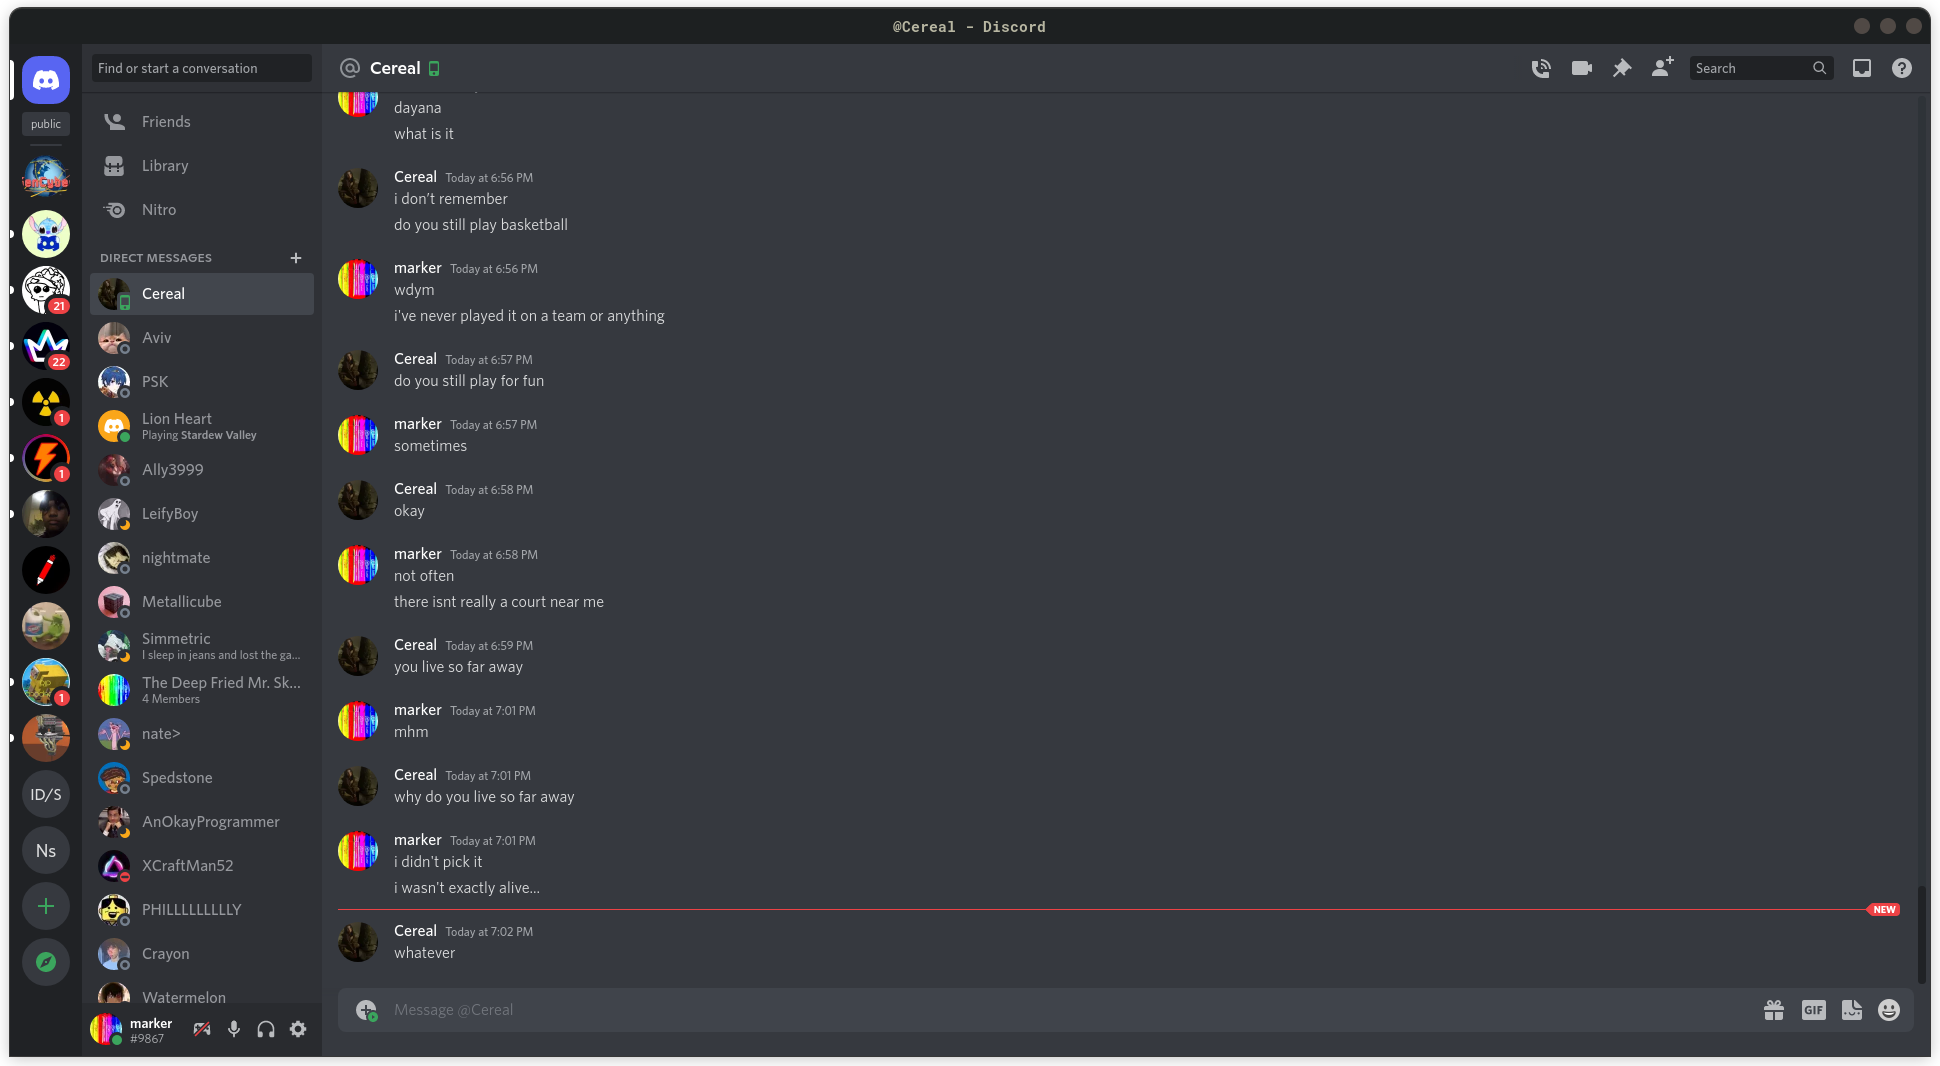 @Cereal - Discord
Find or start a conversation
Cereal
Search
public
Friends
Library
Nitro
DIRECT MESSAGES
Cereal
Aviv
PSK
Lion Heart
Playing Stardew Valley
Ally3999
LeifyBoy
nightmate
Metallicube
Simmetric
I sleep in jeans and lost the ga...
The Deep Fried Mr. Sk...
4 Members
nate>
Spedstone
AnOkayProgrammer
XCraftMan52
PHILLLLLLLLLY
Crayon
Watermelon
marker
#9867
21
22
1
1
1
ID/S
Ns
dayana
what is it
Cereal Today at 6:56 PM
i don't remember
do you still play basketball
marker Today at 6:56 PM
wdym
i've never played it on a team or anything
Cereal Today at 6:57 PM
do you still play for fun
marker Today at 6:57 PM
sometimes
Cereal Today at 6:58 PM
okay
marker Today at 6:58 PM
not often
there isnt really a court near me
Cereal Today at 6:59 PM
you live so far away
marker Today at 7:01 PM
mhm
Cereal Today at 7:01 PM
why do you live so far away
marker Today at 7:01 PM
i didn't pick it
i wasn't exactly alive...
NEW
Cereal Today at 7:02 PM
whatever
Message @Cereal
GIF